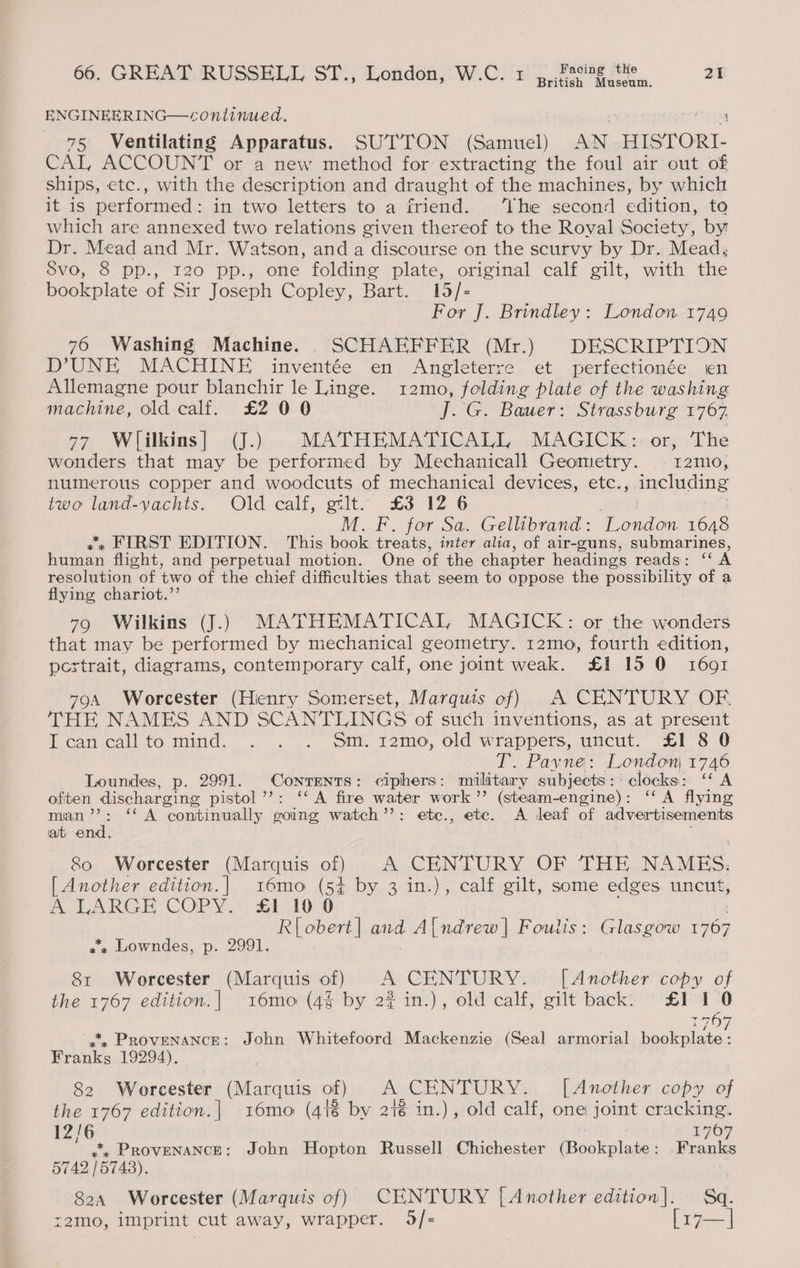 66. GREAT RUSSELL ST., London, W.C. 1 Facing the British Museum. 21
ENGINEERING—continued.
75 Ventilating Apparatus. SUTTON (Samuel) AN HISTORI-
CAL ACCOUNT or a new method for extracting the foul air out of
ships, etc., with the description and draught of the machines, by which
it is performed: in two letters to a friend. The second edition, to
which are annexed two relations given thereof to the Royal Society, by
Dr. Mead and Mr. Watson, and a discourse on the scurvy by Dr. Mead,
8vo, 8 pp., 120 pp., one folding plate, original calf gilt, with the
bookplate of Sir Joseph Copley, Bart. 15/-
For J. Brindley: London 1749
76 Washing Machine. SCHAEFFER (Mr.) DESCRIPTION
D'UNE MACHINE inventée en Angleterre et perfectionée en
Allemagne pour blanchir le Linge. 12mo, folding plate of the washing
machine, old calf. £2 0 0 J. G. Bauer: Strassburg 1767
77 W[ilkins] (J.) MATHEMATICALL MAGICK: or, The
wonders that may be performed by Mechanicall Geometry. 12mo,
numerous copper and woodcuts of mechanical devices, etc., including
two land-yachts. Old calf, gilt. £3 12 6
M. F. for Sa. Gellibrand: London 1648
*** FIRST EDITION. This book treats, inter alia, of air-guns, submarines,
human flight, and perpetual motion. One of the chapter headings reads: “A
resolution of two of the chief difficulties that seem to oppose the possibility of a
flying chariot.”
79 Wilkins (J.) MATHEMATICAL MAGICK: or the wonders
that may be performed by mechanical geometry. 12mo, fourth edition,
portrait, diagrams, contemporary calf, one joint weak. £1 15 0 1691
79A Worcester (Henry Somerset, Marquis of) A CENTURY OF
THE NAMES AND SCANTLINGS of such inventions, as at present
I can call to mind. . . . Sm. 12mo, old wrappers, uncut. £1 8 0
T. Payne: London 1746
Loundes, p. 2991. CONTENTS: ciphers: military subjects: clocks: “A
often discharging pistol”: “A fire water work” (steam-engine): “A flying
man”: “A continually going watch”: etc., etc. A leaf of advertisements
at end.
80 Worcester (Marquis of) A CENTURY OF THE NAMES.
[Another edition.] 16mo (5¼ by 3 in.), calf gilt, some edges uncut,
A LARGE COPY. £1 10 0
R[obert] and A[ndrew] Foulis: Glasgow 1767
*** Lowndes, p. 2991.
81 Worcester (Marquis of) A CENTURY. [Another copy of
the 1767 edition.] 16mo (4¾ by 2¾ in.), old calf, gilt back. £1 1 0
1767
*** PROVENANCE: John Whitefoord Mackenzie (Seal armorial bookplate:
Franks 19294).
82 Worcester (Marquis of) A CENTURY. [Another copy of
the 1767 edition.] 16mo ( by in.), old calf, one joint cracking.
12/6 1767
*** PROVENANCE: John Hopton Russell Chichester (Bookplate: Franks
5742/5743).
82A Worcester (Marquis of) CENTURY [Another edition]. Sq.
12mo, imprint cut away, wrapper. 5/- [17—]